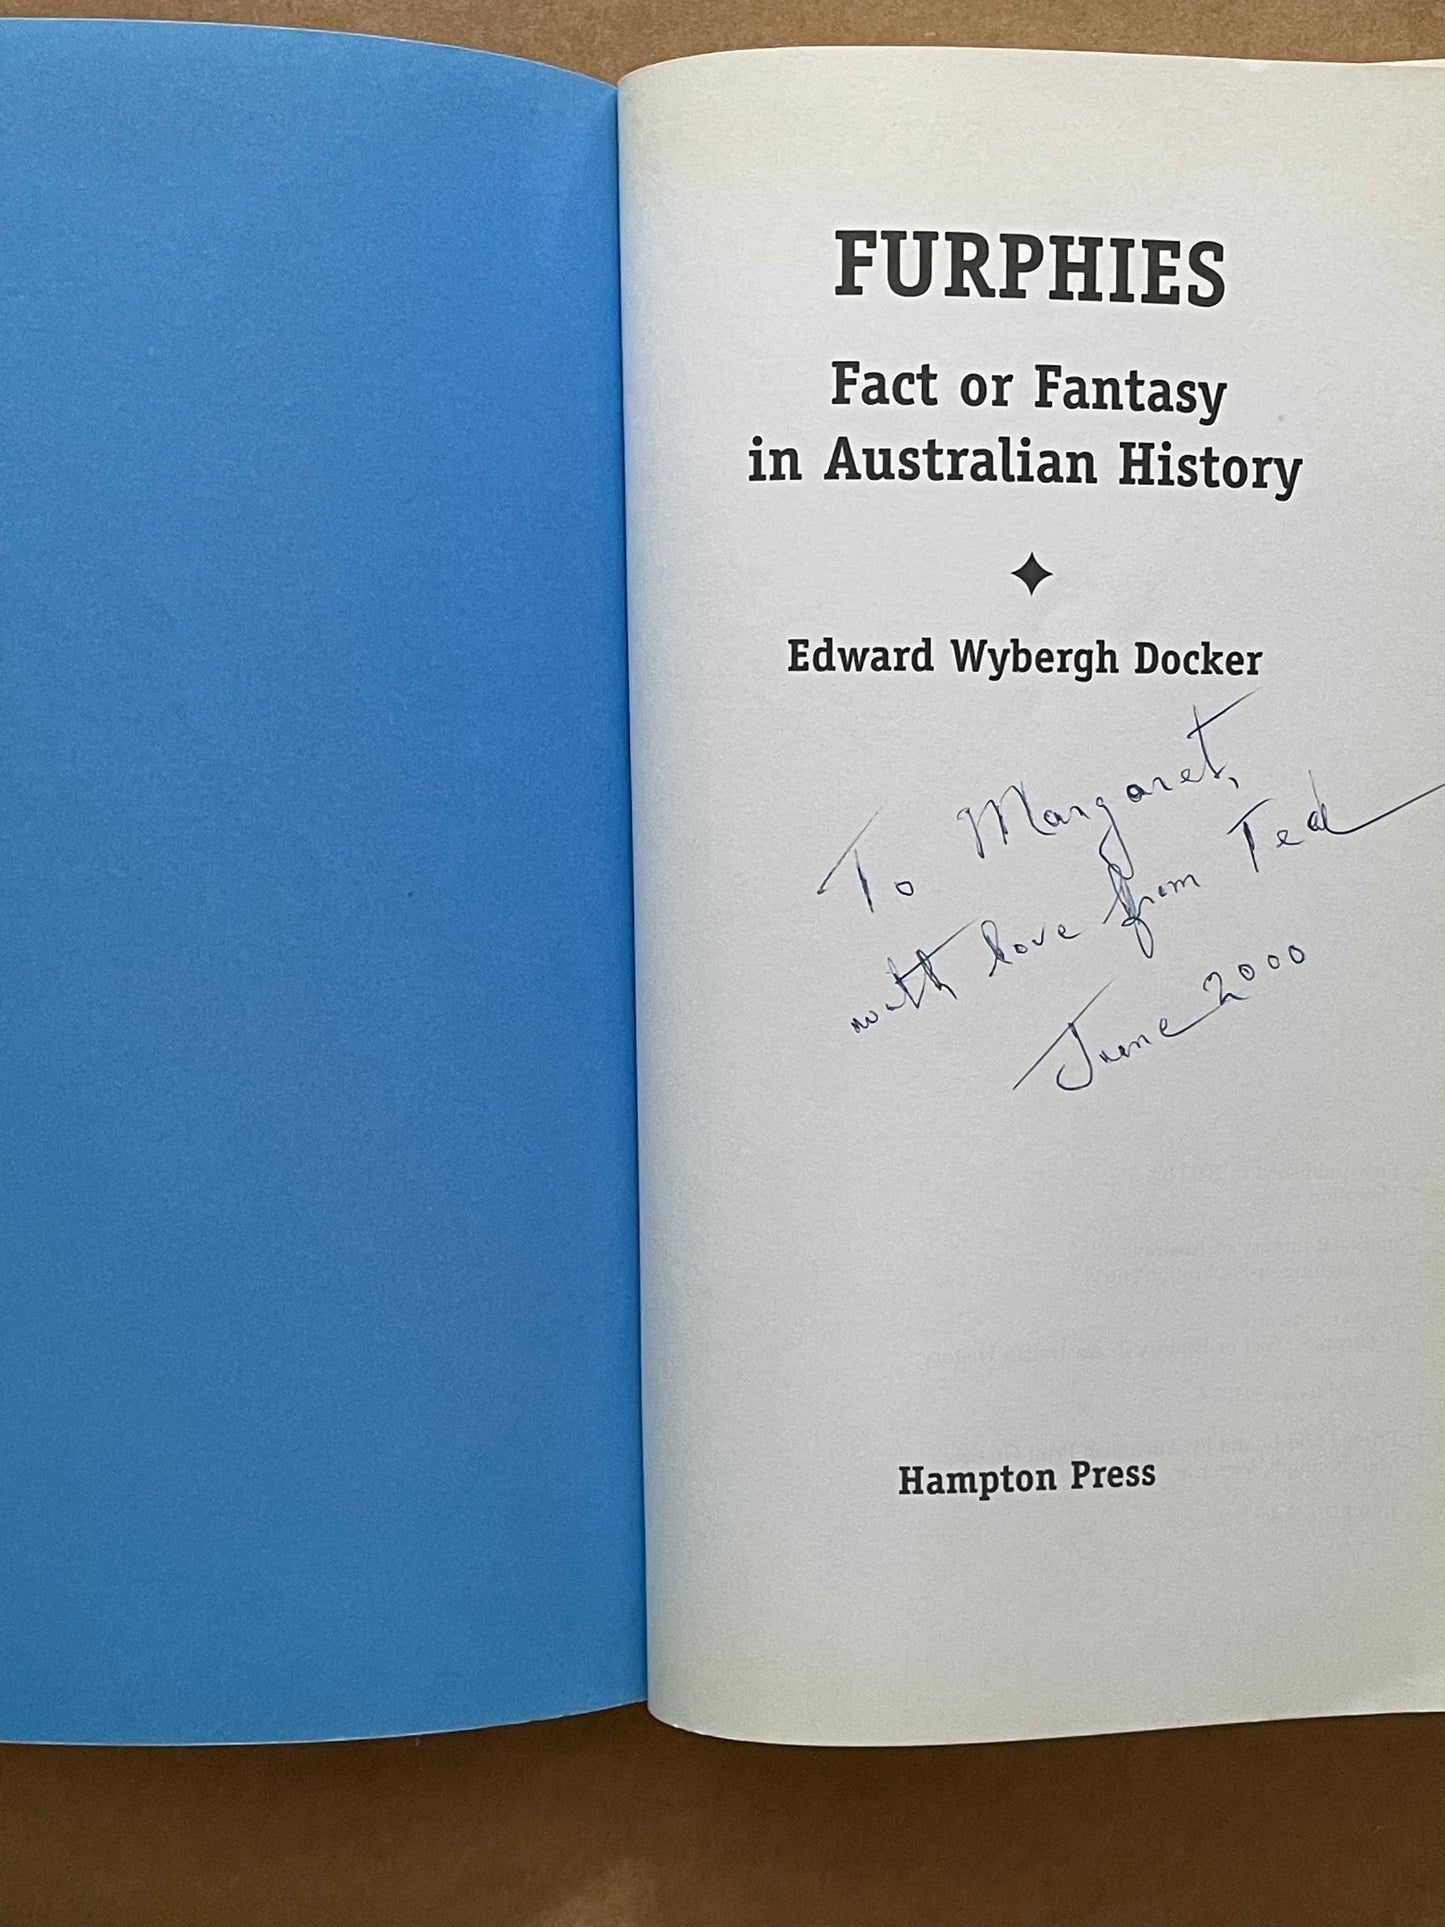 FURPHIES
Fact or Fantasy
in Australian History
Edward Wybergh Docker
To Margaret,
with love from Ted
June 2000
Hampton Press